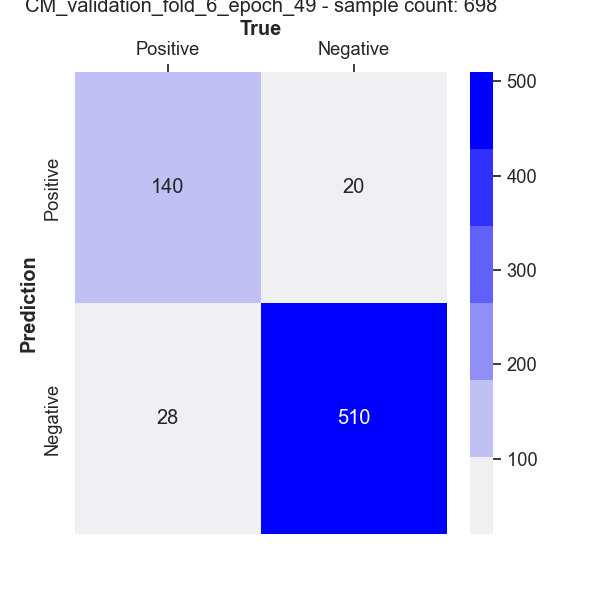 CM_validation_fold_6_epoch_49 - sample count: 698
True
Positive Negative
Prediction
Positive
140 20
Negative
28 510
500
400
300
200
100